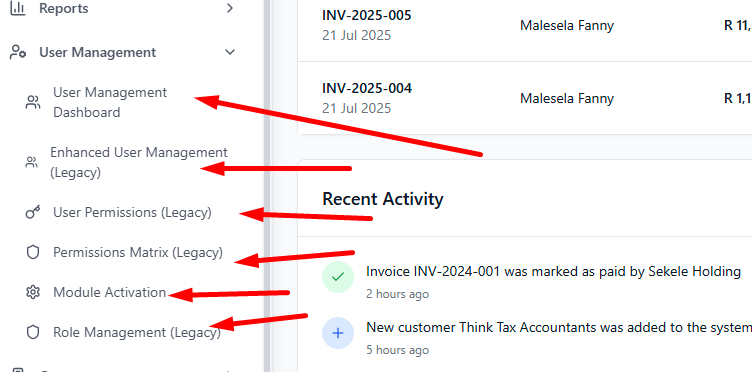 Reports
User Management
User Management
Dashboard
Enhanced User Management
(Legacy)
User Permissions (Legacy)
Permissions Matrix (Legacy)
Module Activation
Role Management (Legacy)
INV-2025-005
21 Jul 2025
Malesela Fanny
R 11,
INV-2025-004
21 Jul 2025
Malesela Fanny
R 1,1
Recent Activity
Invoice INV-2024-001 was marked as paid by Sekele Holding
2 hours ago
New customer Think Tax Accountants was added to the system
5 hours ago